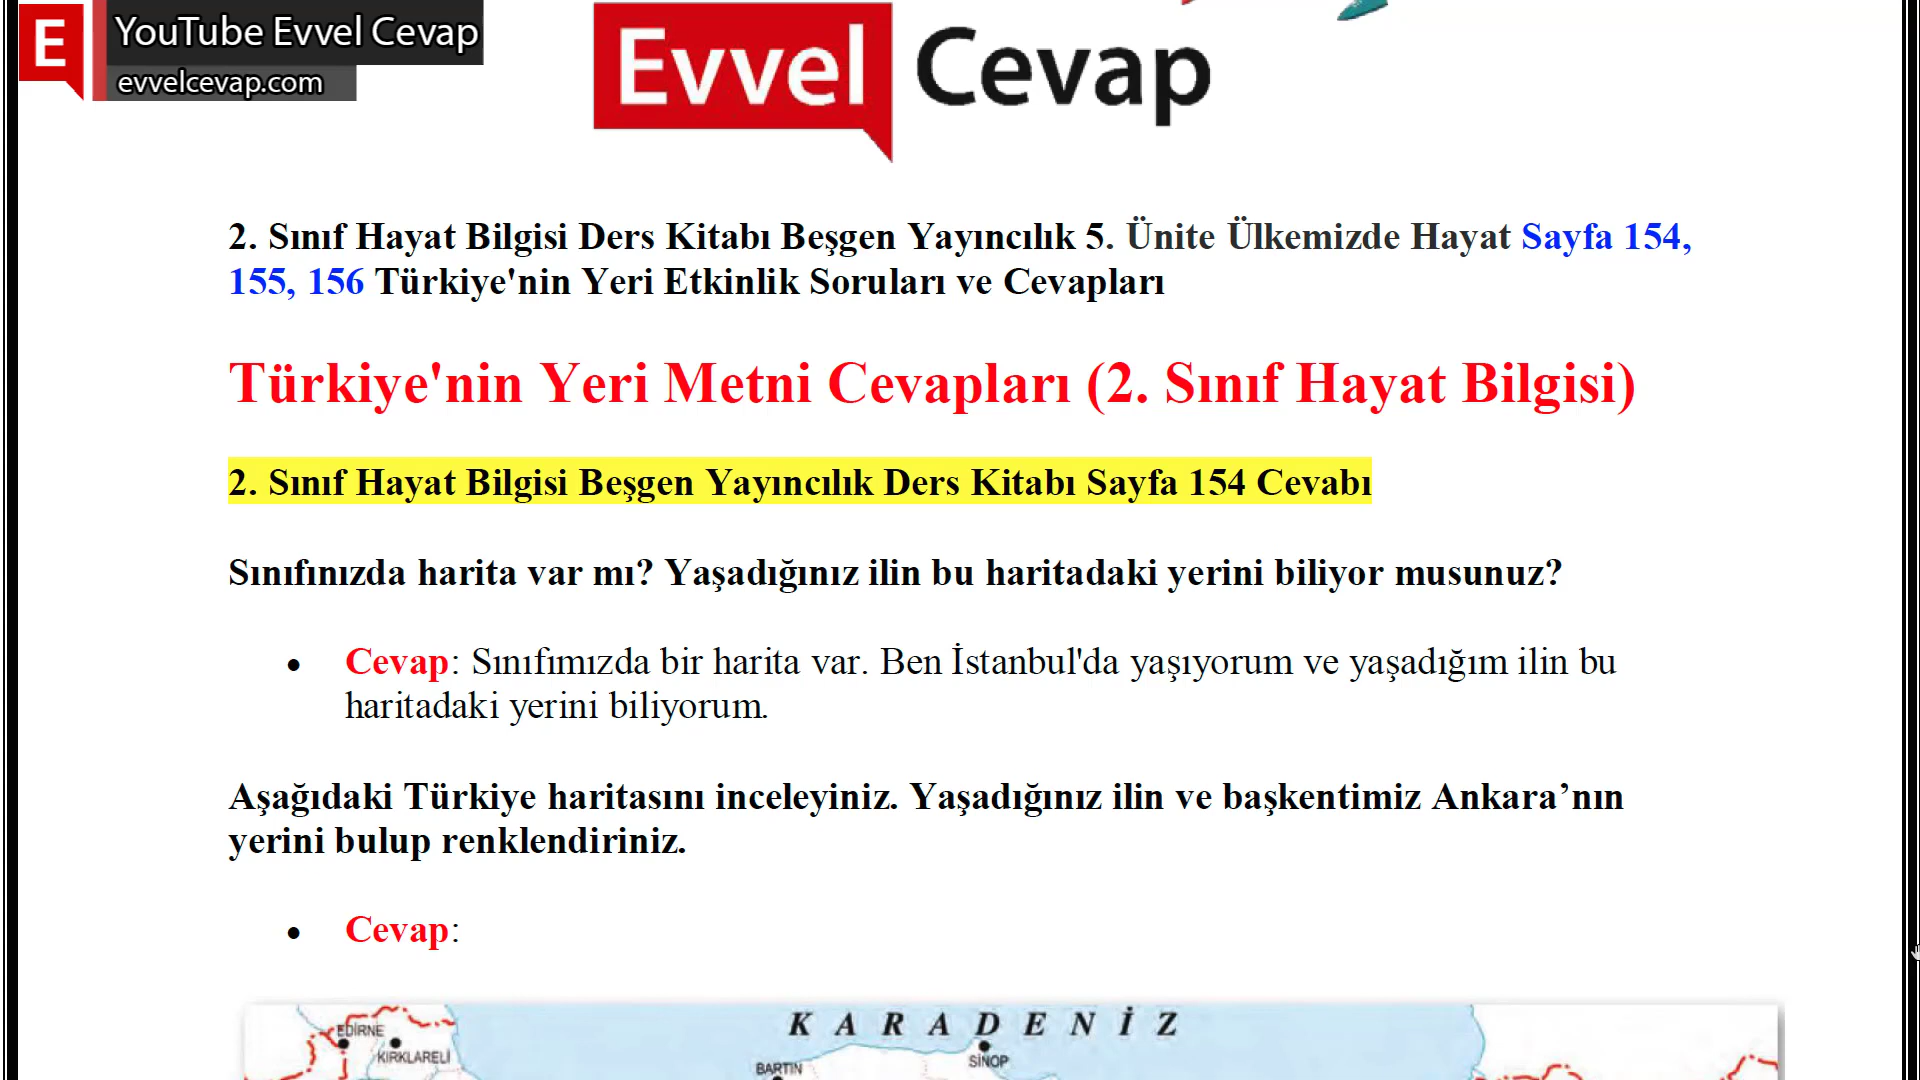 E
YouTube Evvel Cevap
evvelcevap.com
Evvel Cevap
2. Sınıf Hayat Bilgisi Ders Kitabı Beşgen Yayıncılık 5. Ünite Ülkemizde Hayat Sayfa 154,
155, 156 Türkiye'nin Yeri Etkinlik Soruları ve Cevapları
Türkiye'nin Yeri Metni Cevapları (2. Sınıf Hayat Bilgisi)
2. Sınıf Hayat Bilgisi Beşgen Yayıncılık Ders Kitabı Sayfa 154 Cevabı
Sınıfınızda harita var mı? Yaşadığınız ilin bu haritadaki yerini biliyor musunuz?
• Cevap: Sınıfımızda bir harita var. Ben İstanbul'da yaşıyorum ve yaşadığım ilin bu
haritadaki yerini biliyorum.
Aşağıdaki Türkiye haritasını inceleyiniz. Yaşadığınız ilin ve başkentimiz Ankara’nın
yerini bulup renklendiriniz.
• Cevap:
KARADENİZ
EDİRNE
KIRKLARELİ
BARTIN
SİNOP